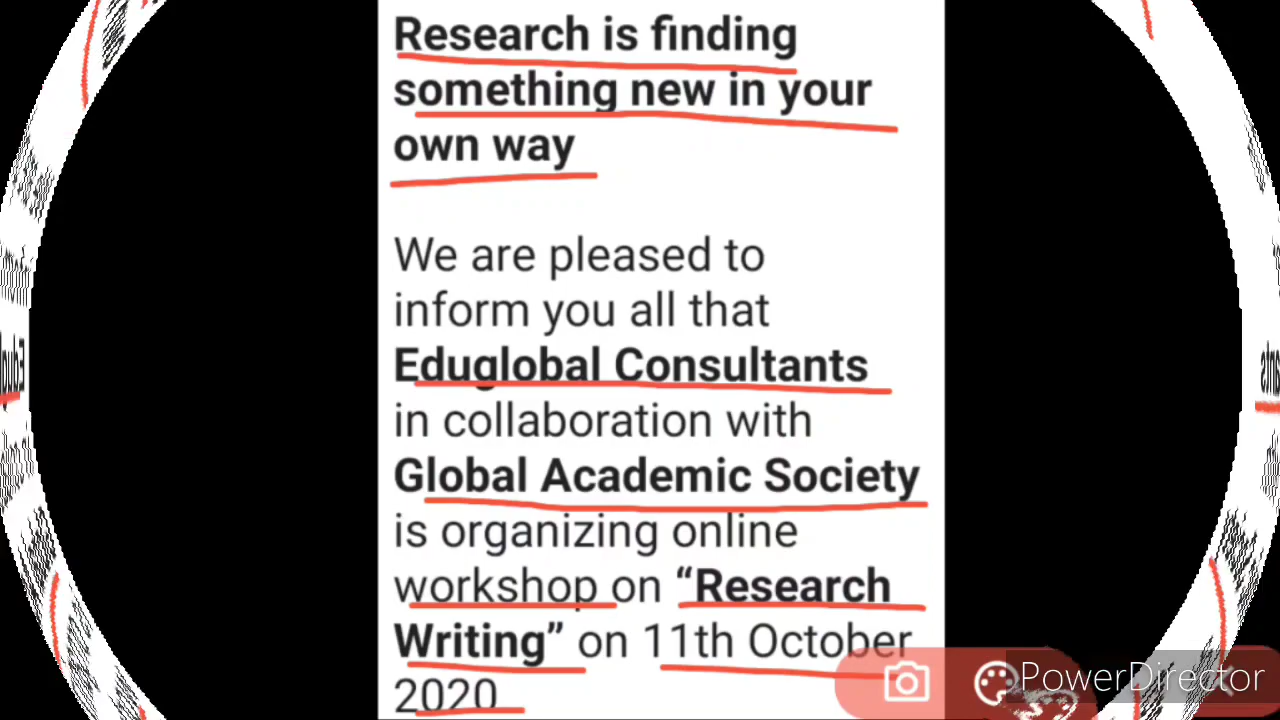 Research is finding
something new in your
own way
We are pleased to
inform you all that
Eduglobal Consultants
in collaboration with
Global Academic Society
is organizing online
workshop on “Research
Writing” on 11th October
2020
PowerDirector